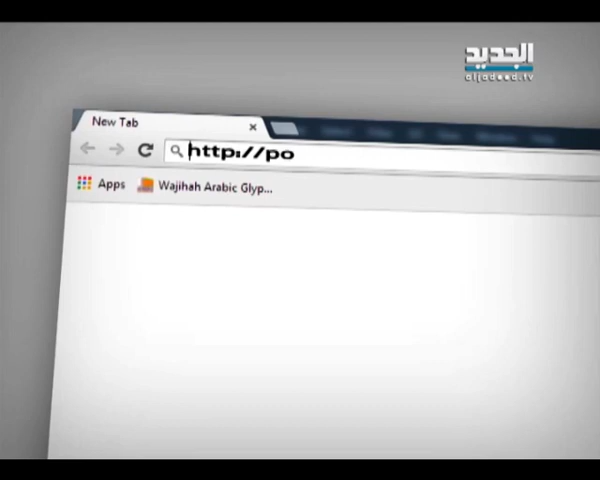 الجديد
aljadeed.tv
New Tab
http://po
Apps
Wajihah Arabic Glyp...